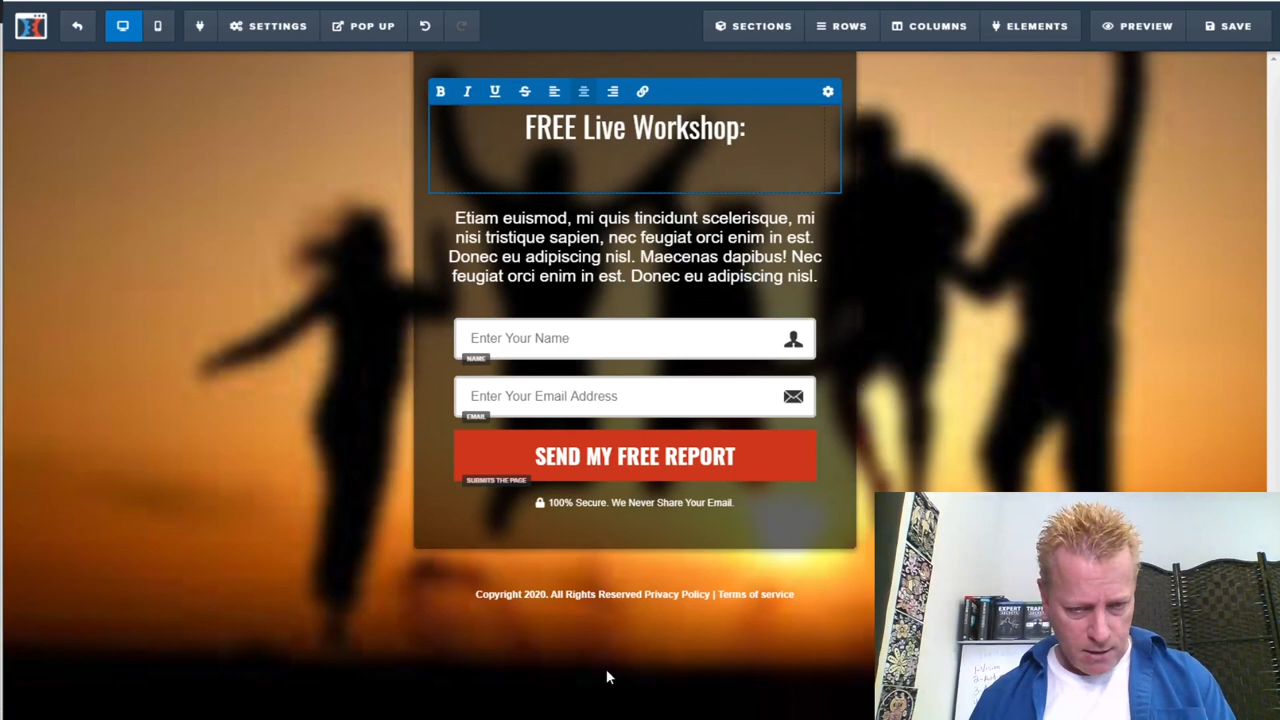 SETTINGS POP UP SECTIONS ROWS COLUMNS ELEMENTS PREVIEW SAVE
B I U S
FREE Live Workshop:
Etiam euismod, mi quis tincidunt scelerisque, mi
nisi tristique sapien, nec feugiat orci enim in est.
Donec eu adipiscing nisl. Maecenas dapibus! Nec
feugiat orci enim in est. Donec eu adipiscing nisl.
Enter Your Name
NAME
Enter Your Email Address
EMAIL
SEND MY FREE REPORT
SUBMITS THE PAGE
100% Secure. We Never Share Your Email.
Copyright 2020. All Rights Reserved Privacy Policy | Terms of service
EXPERT
SECRETS